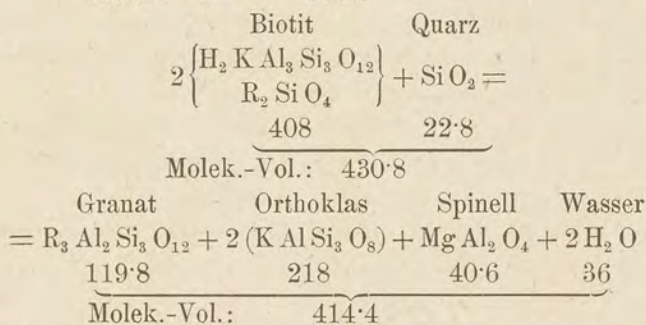 Biotit Quarz
2 {H₂ K Al₃ Si₃ O₁₂ R₂ Si O₄} + Si O₂ =
408 22·8
Molek.-Vol.: 430·8
Granat Orthoklas Spinell Wasser
= R₃ Al₂ Si₃ O₁₂ + 2 (K Al Si₃ O₈) + Mg Al₂ O₄ + 2 H₂ O
119·8 218 40·6 36
Molek.-Vol.: 414·4